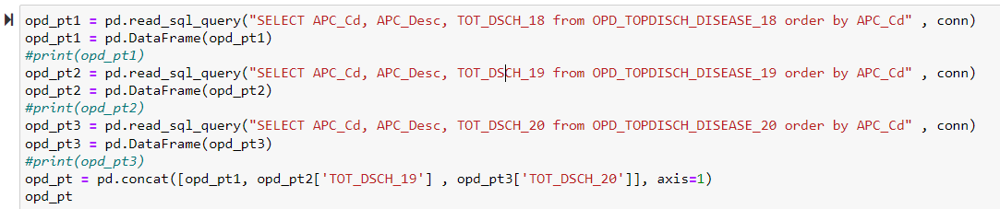 opd_pt1 = pd.read_sql_query("SELECT APC_Cd, APC_Desc, TOT_DSCH_18 from OPD_TOPDISCH_DISEASE_18 order by APC_Cd" , conn)
opd_pt1 = pd.DataFrame(opd_pt1)
#print(opd_pt1)
opd_pt2 = pd.read_sql_query("SELECT APC_Cd, APC_Desc, TOT_DSCH_19 from OPD_TOPDISCH_DISEASE_19 order by APC_Cd" , conn)
opd_pt2 = pd.DataFrame(opd_pt2)
#print(opd_pt2)
opd_pt3 = pd.read_sql_query("SELECT APC_Cd, APC_Desc, TOT_DSCH_20 from OPD_TOPDISCH_DISEASE_20 order by APC_Cd" , conn)
opd_pt3 = pd.DataFrame(opd_pt3)
#print(opd_pt3)
opd_pt = pd.concat([opd_pt1, opd_pt2['TOT_DSCH_19'] , opd_pt3['TOT_DSCH_20']], axis=1)
opd_pt